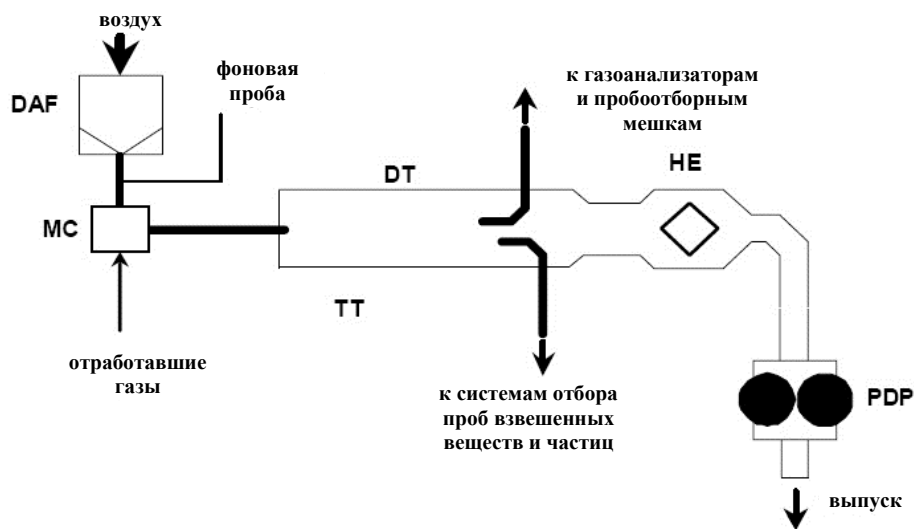 воздух
DAF
фоновая
проба
к газоанализаторам
и пробоотборным
мешкам
DT
HE
MC
TT
отработавшие
газы
к системам отбора
проб взвешенных
веществ и частиц
PDP
выпуск